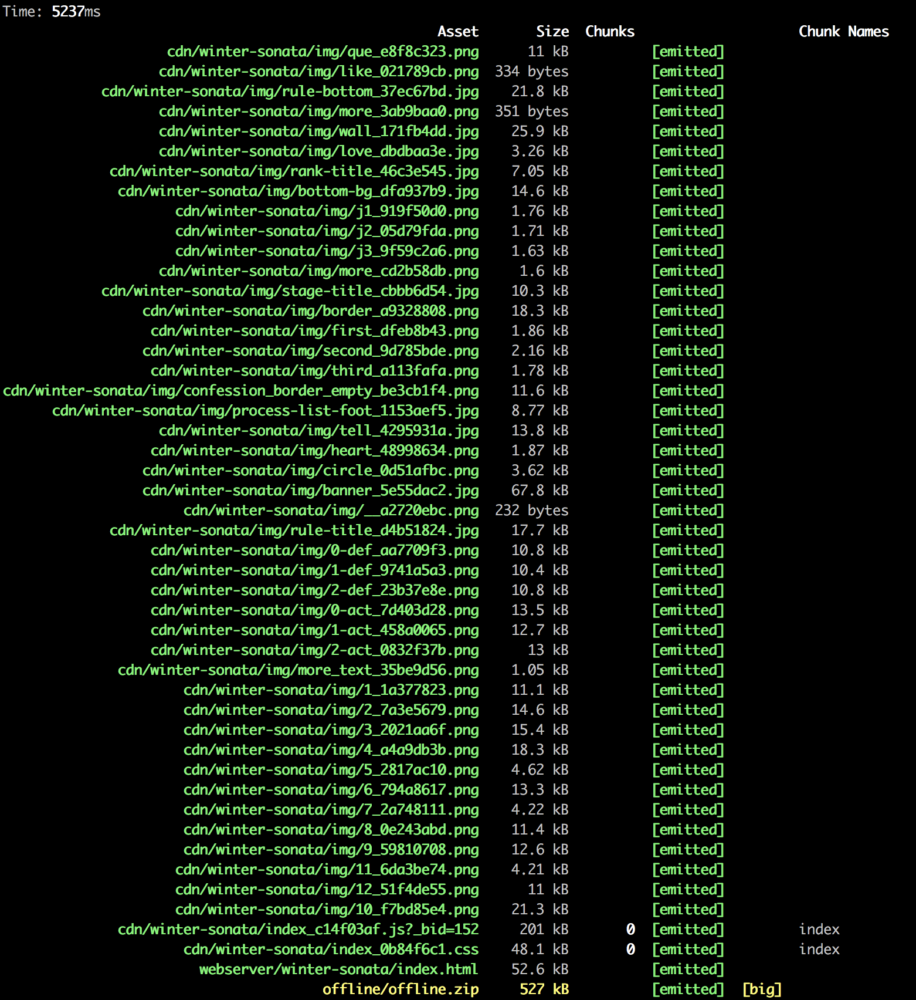 Time: 5237ms
Asset Size Chunks Chunk Names
cdn/winter-sonata/img/que_e8f8c323.png 11 kB [emitted]
cdn/winter-sonata/img/like_021789cb.png 334 bytes [emitted]
cdn/winter-sonata/img/rule-bottom_37ec67bd.jpg 21.8 kB [emitted]
cdn/winter-sonata/img/more_3ab9baa0.png 351 bytes [emitted]
cdn/winter-sonata/img/wall_171fb4dd.jpg 25.9 kB [emitted]
cdn/winter-sonata/img/love_dbdbaa3e.jpg 3.26 kB [emitted]
cdn/winter-sonata/img/rank-title_46c3e545.jpg 7.05 kB [emitted]
cdn/winter-sonata/img/bottom-bg_dfa937b9.jpg 14.6 kB [emitted]
cdn/winter-sonata/img/j1_919f50d0.png 1.76 kB [emitted]
cdn/winter-sonata/img/j2_05d79fda.png 1.71 kB [emitted]
cdn/winter-sonata/img/j3_9f59c2a6.png 1.63 kB [emitted]
cdn/winter-sonata/img/more_cd2b58db.png 1.6 kB [emitted]
cdn/winter-sonata/img/stage-title_cbbb6d54.jpg 10.3 kB [emitted]
cdn/winter-sonata/img/border_a9328808.png 18.3 kB [emitted]
cdn/winter-sonata/img/first_dfeb8b43.png 1.86 kB [emitted]
cdn/winter-sonata/img/second_9d785bde.png 2.16 kB [emitted]
cdn/winter-sonata/img/third_a113fafa.png 1.78 kB [emitted]
cdn/winter-sonata/img/confession_border_empty_be3cb1f4.png 11.6 kB [emitted]
cdn/winter-sonata/img/process-list-foot_1153aef5.jpg 8.77 kB [emitted]
cdn/winter-sonata/img/tell_4295931a.jpg 13.8 kB [emitted]
cdn/winter-sonata/img/heart_48998634.png 1.87 kB [emitted]
cdn/winter-sonata/img/circle_0d51afbc.png 3.62 kB [emitted]
cdn/winter-sonata/img/banner_5e55dac2.jpg 67.8 kB [emitted]
cdn/winter-sonata/img/__a2720ebc.png 232 bytes [emitted]
cdn/winter-sonata/img/rule-title_d4b51824.jpg 17.7 kB [emitted]
cdn/winter-sonata/img/0-def_aa7709f3.png 10.8 kB [emitted]
cdn/winter-sonata/img/1-def_9741a5a3.png 10.4 kB [emitted]
cdn/winter-sonata/img/2-def_23b37e8e.png 10.8 kB [emitted]
cdn/winter-sonata/img/0-act_7d403d28.png 13.5 kB [emitted]
cdn/winter-sonata/img/1-act_458a0065.png 12.7 kB [emitted]
cdn/winter-sonata/img/2-act_0832f37b.png 13 kB [emitted]
cdn/winter-sonata/img/more_text_35be9d56.png 1.05 kB [emitted]
cdn/winter-sonata/img/1_1a377823.png 11.1 kB [emitted]
cdn/winter-sonata/img/2_7a3e5679.png 14.6 kB [emitted]
cdn/winter-sonata/img/3_2021aa6f.png 15.4 kB [emitted]
cdn/winter-sonata/img/4_a4a9db3b.png 18.3 kB [emitted]
cdn/winter-sonata/img/5_2817ac10.png 4.62 kB [emitted]
cdn/winter-sonata/img/6_794a8617.png 13.3 kB [emitted]
cdn/winter-sonata/img/7_2a748111.png 4.22 kB [emitted]
cdn/winter-sonata/img/8_0e243abd.png 11.4 kB [emitted]
cdn/winter-sonata/img/9_59810708.png 12.6 kB [emitted]
cdn/winter-sonata/img/11_6da3be74.png 4.21 kB [emitted]
cdn/winter-sonata/img/12_51f4de55.png 11 kB [emitted]
cdn/winter-sonata/img/10_f7bd85e4.png 21.3 kB [emitted]
cdn/winter-sonata/index_c14f03af.js?_bid=152 201 kB 0 [emitted] index
cdn/winter-sonata/index_0b84f6c1.css 48.1 kB 0 [emitted] index
webserver/winter-sonata/index.html 52.6 kB [emitted]
offline/offline.zip 527 kB [emitted] [big]